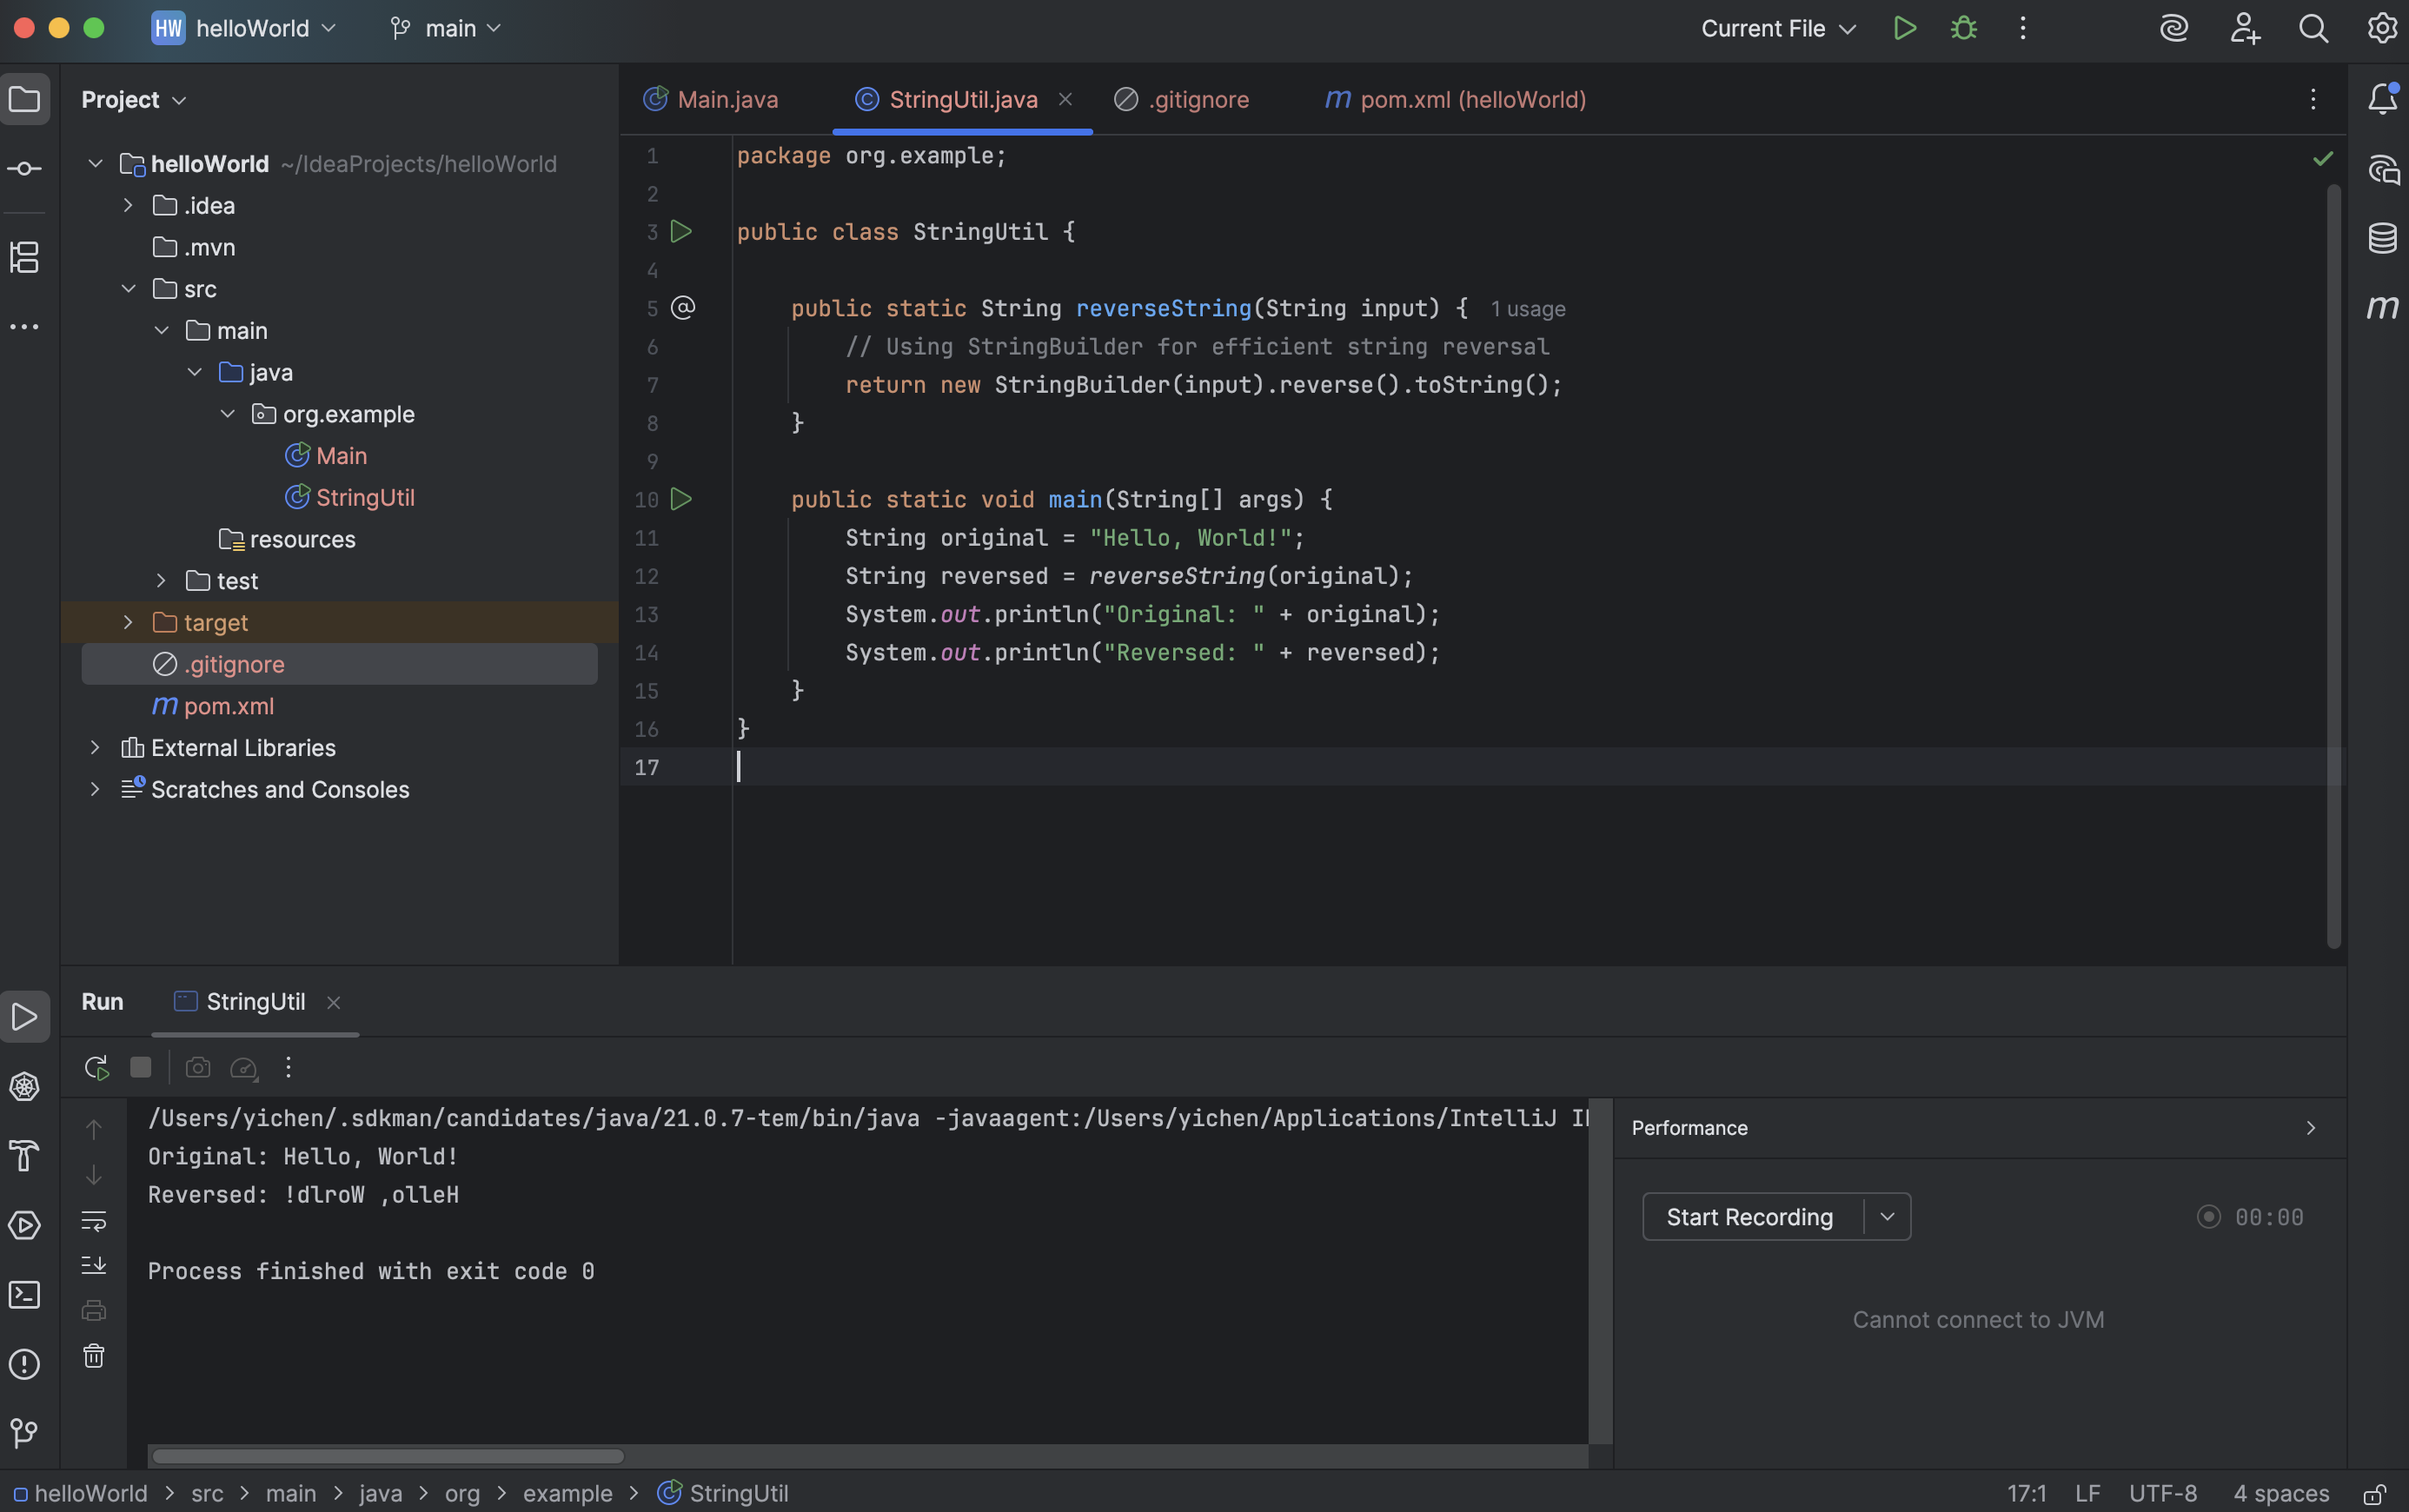 HW helloWorld main Current File
Project
helloWorld ~/IdeaProjects/helloWorld
.idea
.mvn
src
main
java
org.example
Main
StringUtil
resources
test
target
.gitignore
m pom.xml
External Libraries
Scratches and Consoles
Main.java StringUtil.java .gitignore m pom.xml (helloWorld)
1 package org.example;
2
3 public class StringUtil {
4
5 @ public static String reverseString(String input) { 1 usage
6 // Using StringBuilder for efficient string reversal
7 return new StringBuilder(input).reverse().toString();
8 }
9
10 public static void main(String[] args) {
11 String original = "Hello, World!";
12 String reversed = reverseString(original);
13 System.out.println("Original: " + original);
14 System.out.println("Reversed: " + reversed);
15 }
16 }
17
m
Run StringUtil
/Users/yichen/.sdkman/candidates/java/21.0.7-tem/bin/java -javaagent:/Users/yichen/Applications/IntelliJ
Original: Hello, World!
Reversed: !dlroW ,olleH
Process finished with exit code 0
Performance
Start Recording 00:00
Cannot connect to JVM
helloWorld > src > main > java > org > example > StringUtil 17:1 LF UTF-8 4 spaces